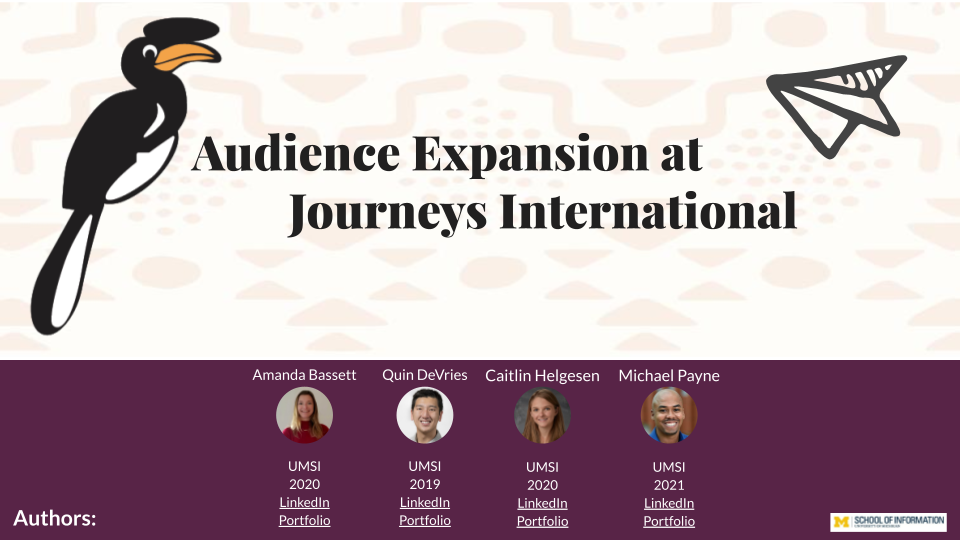 Audience Expansion at
Journeys International
Amanda Bassett
Quin DeVries
Caitlin Helgesen
Michael Payne
UMSI
2020
LinkedIn
Portfolio
UMSI
2019
LinkedIn
Portfolio
UMSI
2020
LinkedIn
Portfolio
UMSI
2021
LinkedIn
Portfolio
Authors:
M SCHOOL OF INFORMATION
UNIVERSITY OF MICHIGAN